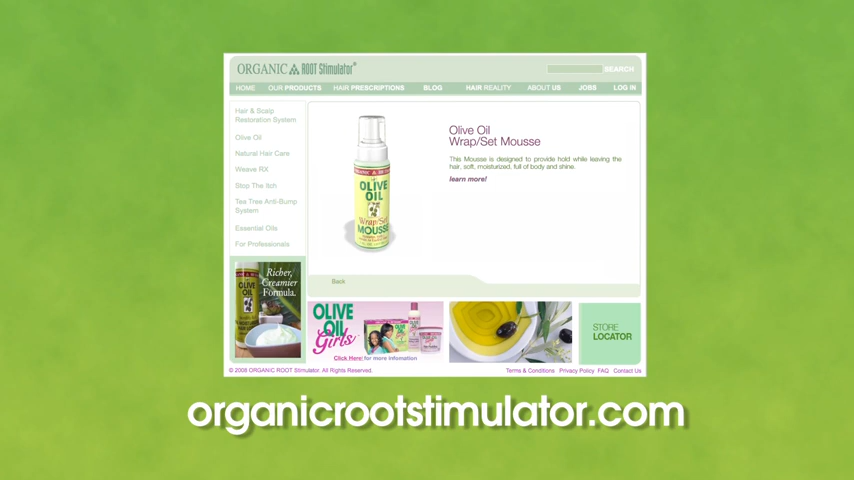 ORGANIC ROOT Stimulator®
SEARCH
HOME OUR PRODUCTS HAIR PRESCRIPTIONS BLOG HAIR REALITY ABOUT US JOBS LOG IN
Hair & Scalp
Restoration System
Olive Oil
Natural Hair Care
Weave RX
Stop The Itch
Tea Tree Anti-Bump
System
Essential Oils
For Professionals
OLIVE
OIL
Wrap/Set
MOUSSE
Olive Oil
Wrap/Set Mousse
This Mousse is designed to provide hold while leaving the
hair, soft, moisturized, full of body and shine.
learn more!
Back
Richer,
Creamier
Formula.
OLIVE
OIL
OLIVE
OIL
Girls
Click Here! for more infomation
STORE
LOCATOR
© 2008 ORGANIC ROOT Stimulator All Rights Reserved.
Terms & Conditions Privacy Policy FAQ Contact Us
organicrootstimulator.com